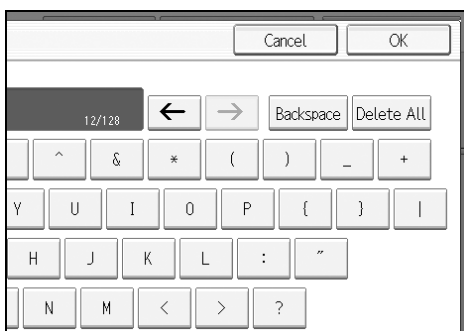 Cancel OK
12/128 ← → Backspace Delete All
^ & * ( ) _ +
Y U I O P { } |
H J K L : ″
N M < > ?